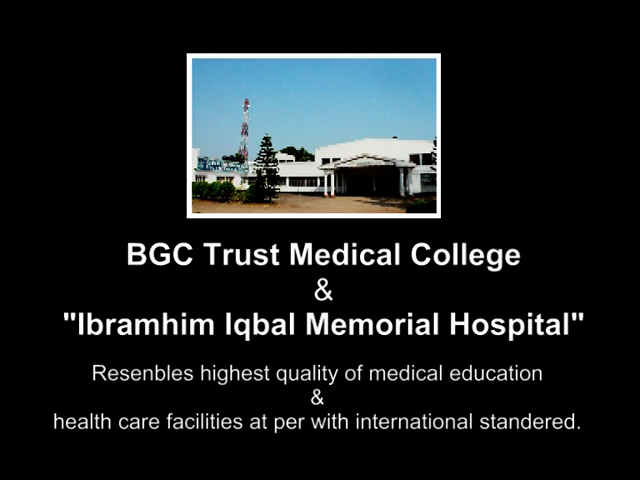 BGC Trust Medical College
&
"Ibramhim Iqbal Memorial Hospital"
Resenbles highest quality of medical education
&
health care facilities at per with international standered.